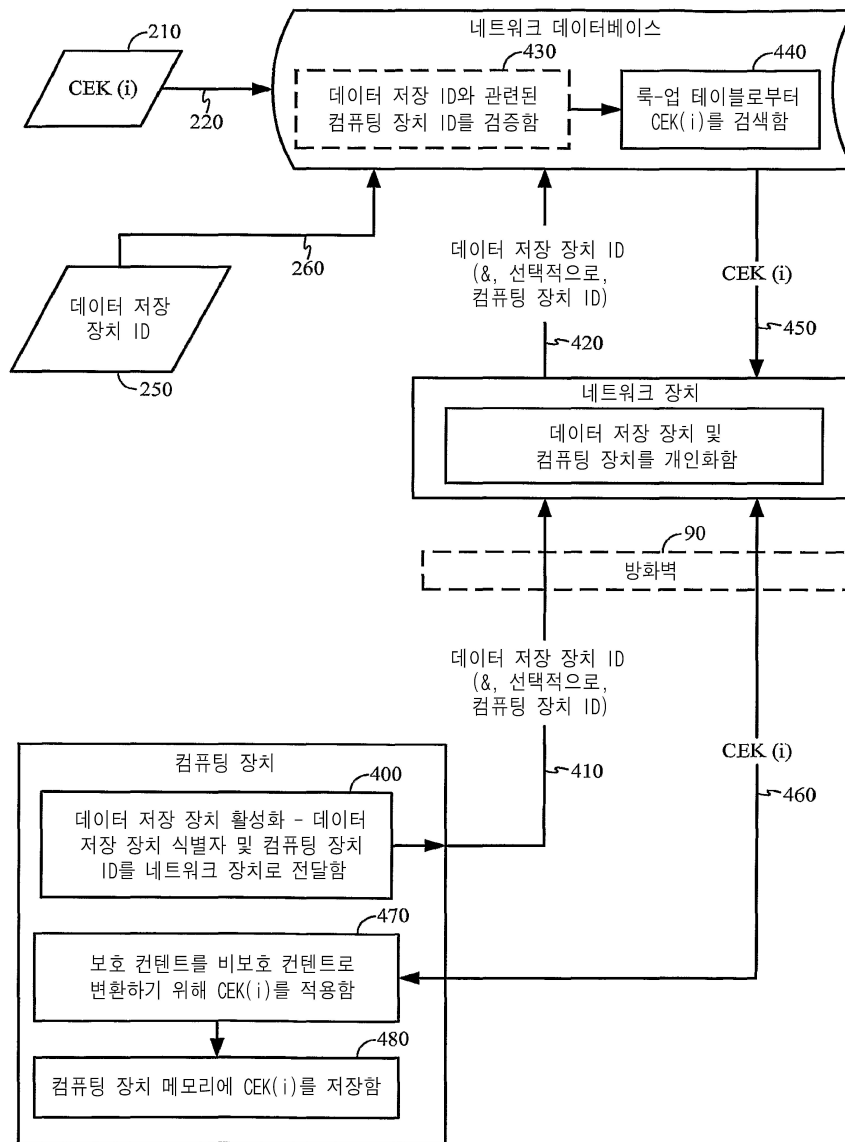 네트워크 데이터베이스
210
CEK (i)
220
430
데이터 저장 ID와 관련된
컴퓨팅 장치 ID를 검증함
440
룩-업 테이블로부터
CEK(i)를 검색함
260
데이터 저장
장치 ID
250
데이터 저장 장치 ID
(&, 선택적으로,
컴퓨팅 장치 ID)
420
CEK (i)
450
네트워크 장치
데이터 저장 장치 및
컴퓨팅 장치를 개인화함
90
방화벽
데이터 저장 장치 ID
(&, 선택적으로,
컴퓨팅 장치 ID)
410
CEK (i)
460
컴퓨팅 장치
400
데이터 저장 장치 활성화 - 데이터
저장 장치 식별자 및 컴퓨팅 장치
ID를 네트워크 장치로 전달함
470
보호 컨텐트를 비보호 컨텐트로
변환하기 위해 CEK(i)를 적용함
480
컴퓨팅 장치 메모리에 CEK(i)를 저장함